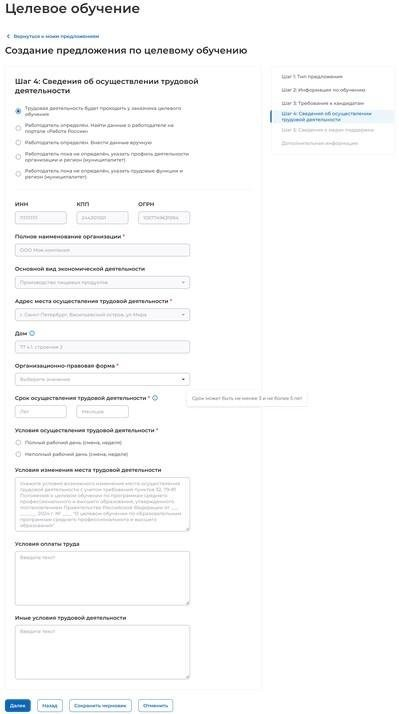 Целевое обучение
Вернуться к моим предложениям
Создание предложения по целевому обучению
Шаг 4: Сведения об осуществлении трудовой
деятельности
Трудовая деятельность будет проходить у заказчика целевого
обучения
Работодатель определен. Найти данные о работодателе на
портале «Работа России»
Работодатель определен. Внести данные вручную
Работодатель пока не определён, указать профиль деятельности
организации и регион (муниципалитет)
Работодатель пока не определён, указать трудовые функции и
регион (муниципалитет)
Шаг 1: Тип предложения
Шаг 2: Информация по обучению
Шаг 3: Требования к кандидатам
Шаг 4: Сведения об осуществлении
трудовой деятельности
Шаг 5: Сведения о мерах поддержки
Дополнительная информация
ИНН
КПП
ОГРН
Полное наименование организации *
ООО Моя компания
Основной вид экономической деятельности
Производство пищевых продуктов
Адрес места осуществления трудовой деятельности *
г. Санкт-Петербург, Васильевский остров, ул Мира
Дом
77 к 1, строение 2
Организационно-правовая форма *
Выберите значение
Срок осуществления трудовой деятельности *
Срок может быть не менее 3 и не более 5 лет
Лет
Месяцев
Условия осуществления трудовой деятельности *
Полный рабочий день (смена, неделя)
Неполный рабочий день (смена, неделя)
Условия изменения места трудовой деятельности
Укажите условия возможного изменения места осуществления
трудовой деятельности с учетом требований пунктов 52, 79-81
Положения о целевом обучении по программам среднего
профессионального и высшего образования, утвержденного
постановлением Правительства Российской Федерации от ___
______ 2024 г. № ___ "О целевом обучении по образовательным
программам среднего профессионального и высшего
образования"
Условия оплаты труда
Введите текст
Иные условия трудовой деятельности
Введите текст
Далее
Назад
Сохранить черновик
Отменить